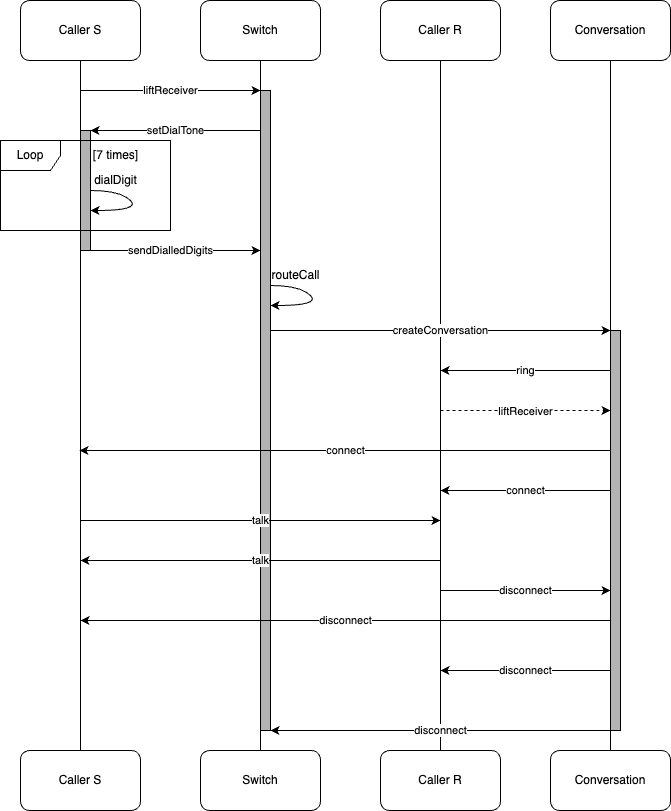 Caller S
Switch
Caller R
Conversation
liftReceiver
setDialTone
Loop
[7 times]
dialDigit
sendDialledDigits
routeCall
createConversation
ring
liftReceiver
connect
connect
talk
talk
disconnect
disconnect
disconnect
disconnect
Caller S
Switch
Caller R
Conversation